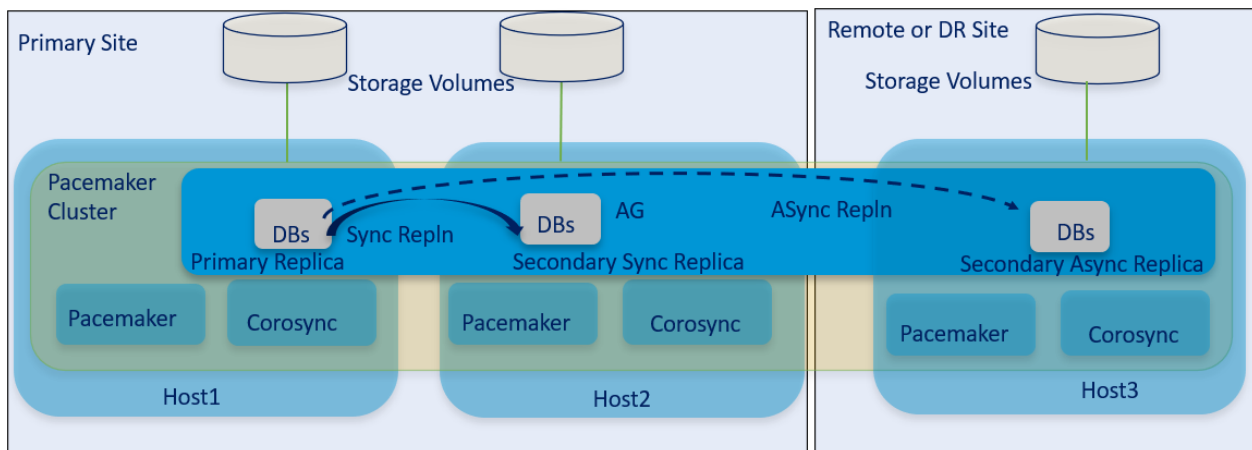 Primary Site
Storage Volumes
Remote or DR Site
Storage Volumes
Pacemaker
Cluster
DBs
Sync Repln
DBs
AG
ASync Repln
DBs
Primary Replica
Secondary Sync Replica
Secondary Async Replica
Pacemaker
Corosync
Pacemaker
Corosync
Pacemaker
Corosync
Host1
Host2
Host3